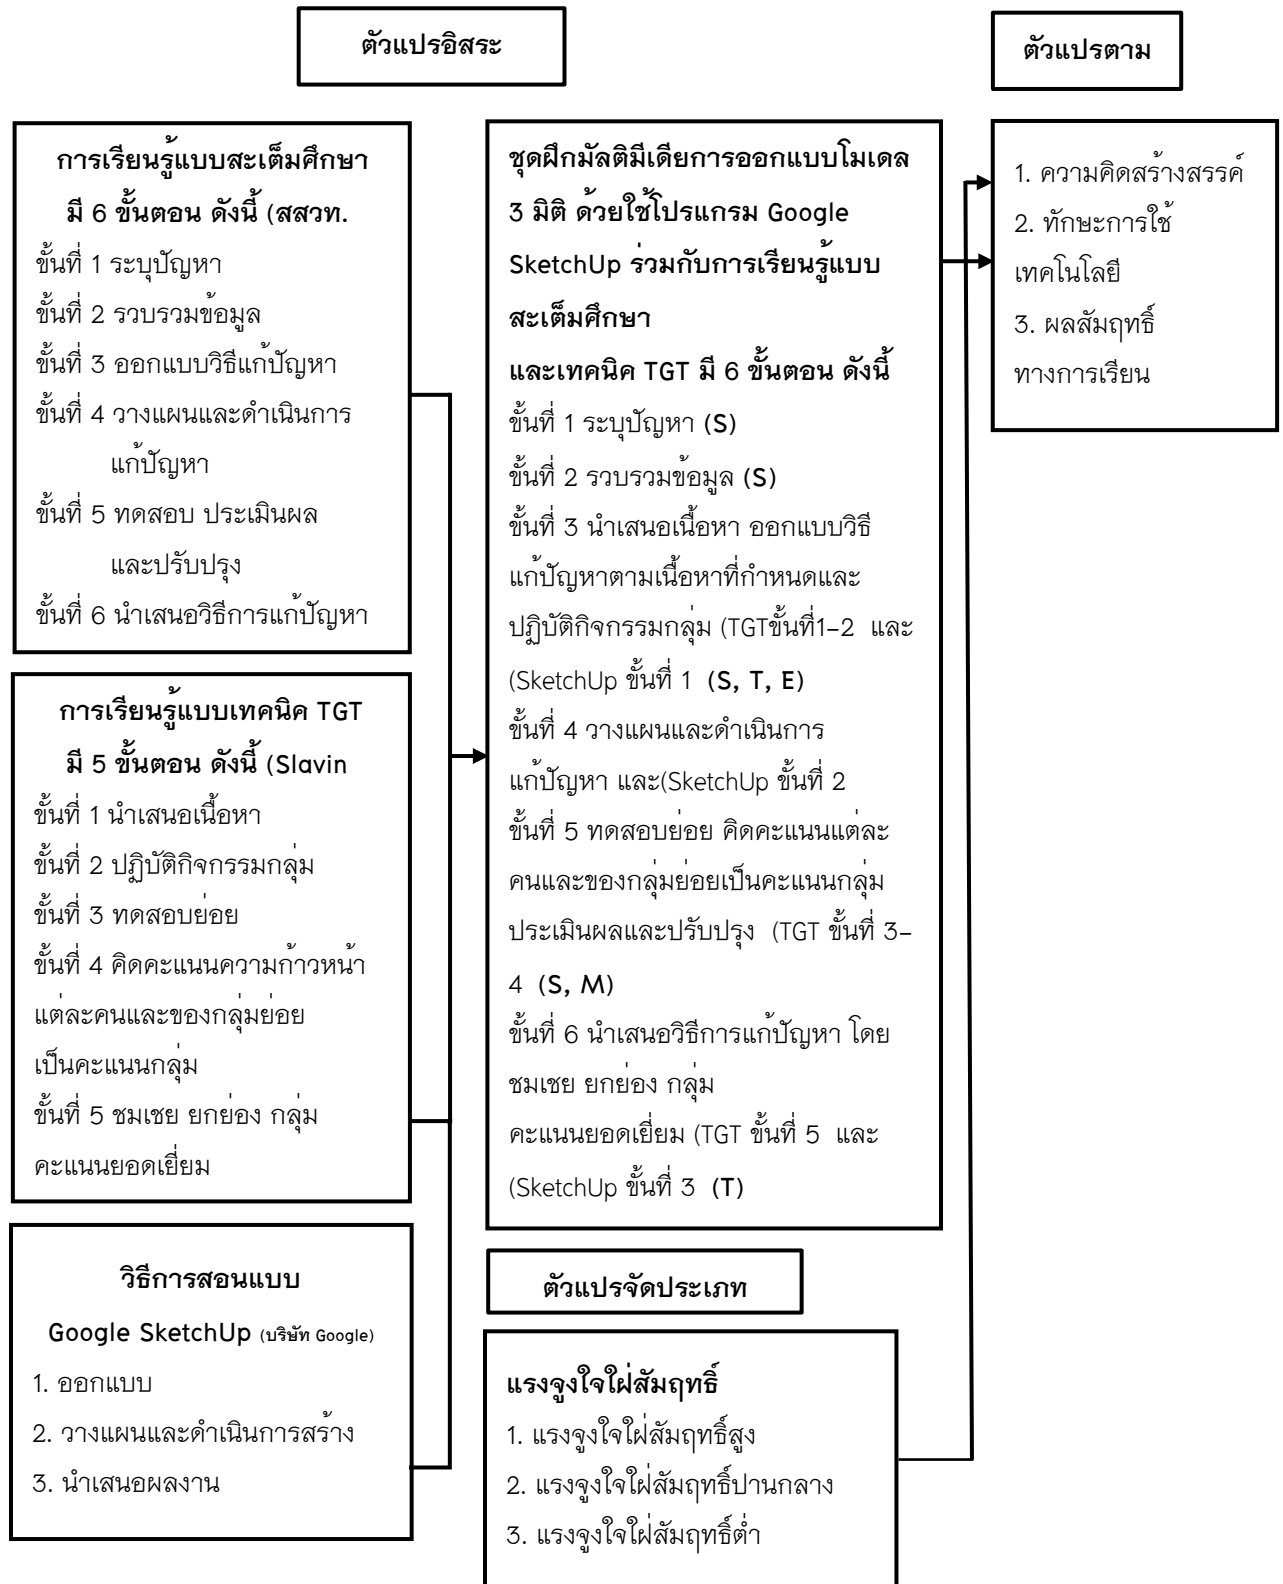 ตัวแปรอิสระ
ตัวแปรตาม
การเรียนรู้แบบสะเต็มศึกษา
มี 6 ขั้นตอน ดังนี้ (สสวท.
ขั้นที่ 1 ระบุปัญหา
ขั้นที่ 2 รวบรวมข้อมูล
ขั้นที่ 3 ออกแบบวิธีแก้ปัญหา
ขั้นที่ 4 วางแผนและดำเนินการ
แก้ปัญหา
ขั้นที่ 5 ทดสอบ ประเมินผล
และปรับปรุง
ขั้นที่ 6 นำเสนอวิธีการแก้ปัญหา
การเรียนรู้แบบเทคนิค TGT
มี 5 ขั้นตอน ดังนี้ (Slavin
ขั้นที่ 1 นำเสนอเนื้อหา
ขั้นที่ 2 ปฏิบัติกิจกรรมกลุ่ม
ขั้นที่ 3 ทดสอบย่อย
ขั้นที่ 4 คิดคะแนนความก้าวหน้า
แต่ละคนและของกลุ่มย่อย
เป็นคะแนนกลุ่ม
ขั้นที่ 5 ชมเชย ยกย่อง กลุ่ม
คะแนนยอดเยี่ยม
วิธีการสอนแบบ
Google SketchUp (บริษัท Google)
1. ออกแบบ
2. วางแผนและดำเนินการสร้าง
3. นำเสนอผลงาน
ชุดฝึกมัลติมีเดียการออกแบบโมเดล
3 มิติ ด้วยใช้โปรแกรม Google
SketchUp ร่วมกับการเรียนรู้แบบ
สะเต็มศึกษา
และเทคนิค TGT มี 6 ขั้นตอน ดังนี้
ขั้นที่ 1 ระบุปัญหา (S)
ขั้นที่ 2 รวบรวมข้อมูล (S)
ขั้นที่ 3 นำเสนอเนื้อหา ออกแบบวิธี
แก้ปัญหาตามเนื้อหาที่กำหนดและ
ปฏิบัติกิจกรรมกลุ่ม (TGTขั้นที่1-2 และ
(SketchUp ขั้นที่ 1 (S, T, E)
ขั้นที่ 4 วางแผนและดำเนินการ
แก้ปัญหา และ(SketchUp ขั้นที่ 2
ขั้นที่ 5 ทดสอบย่อย คิดคะแนนแต่ละ
คนและของกลุ่มย่อยเป็นคะแนนกลุ่ม
ประเมินผลและปรับปรุง (TGT ขั้นที่ 3-
4 (S, M)
ขั้นที่ 6 นำเสนอวิธีการแก้ปัญหา โดย
ชมเชย ยกย่อง กลุ่ม
คะแนนยอดเยี่ยม (TGT ขั้นที่ 5 และ
(SketchUp ขั้นที่ 3 (T)
ตัวแปรจัดประเภท
แรงจูงใจใฝ่สัมฤทธิ์
1. แรงจูงใจใฝ่สัมฤทธิ์สูง
2. แรงจูงใจใฝ่สัมฤทธิ์ปานกลาง
3. แรงจูงใจใฝ่สัมฤทธิ์ต่ำ
1. ความคิดสร้างสรรค์
2. ทักษะการใช้
เทคโนโลยี
3. ผลสัมฤทธิ์
ทางการเรียน